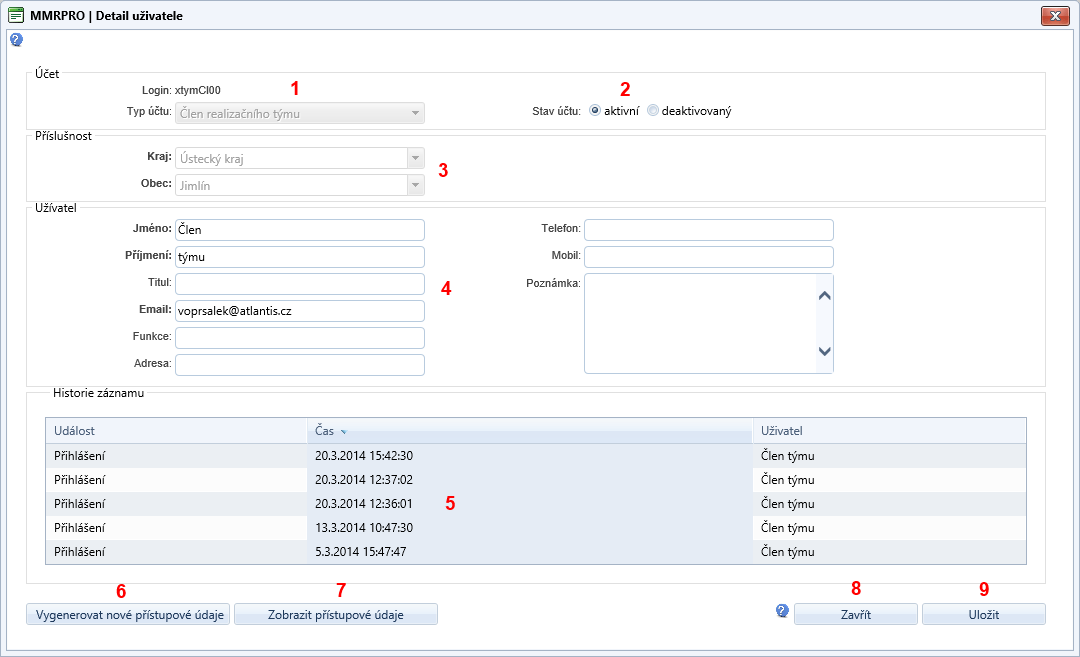 MMRPRO | Detail uživatele
?
Účet
Login: xtymCl00
1
2
Typ účtu: Člen realizačního týmu
Stav účtu: aktivní deaktivovaný
Příslušnost
Kraj: Ústecký kraj
3
Obec: Jimlín
Užívatel
Jméno: Člen
Telefon:
Příjmení: týmu
Mobil:
Titul:
4
Poznámka:
Email: voprsalek@atlantis.cz
Funkce:
Adresa:
Historie záznamu
Událost Čas Uživatel
Přihlášení 20.3.2014 15:42:30 Člen týmu
Přihlášení 20.3.2014 12:37:02 Člen týmu
Přihlášení 20.3.2014 12:36:01 5 Člen týmu
Přihlášení 13.3.2014 10:47:30 Člen týmu
Přihlášení 5.3.2014 15:47:47 Člen týmu
6 7 8 9
Vygenerovat nové přístupové údaje Zobrazit přístupové údaje ? Zavřít Uložit